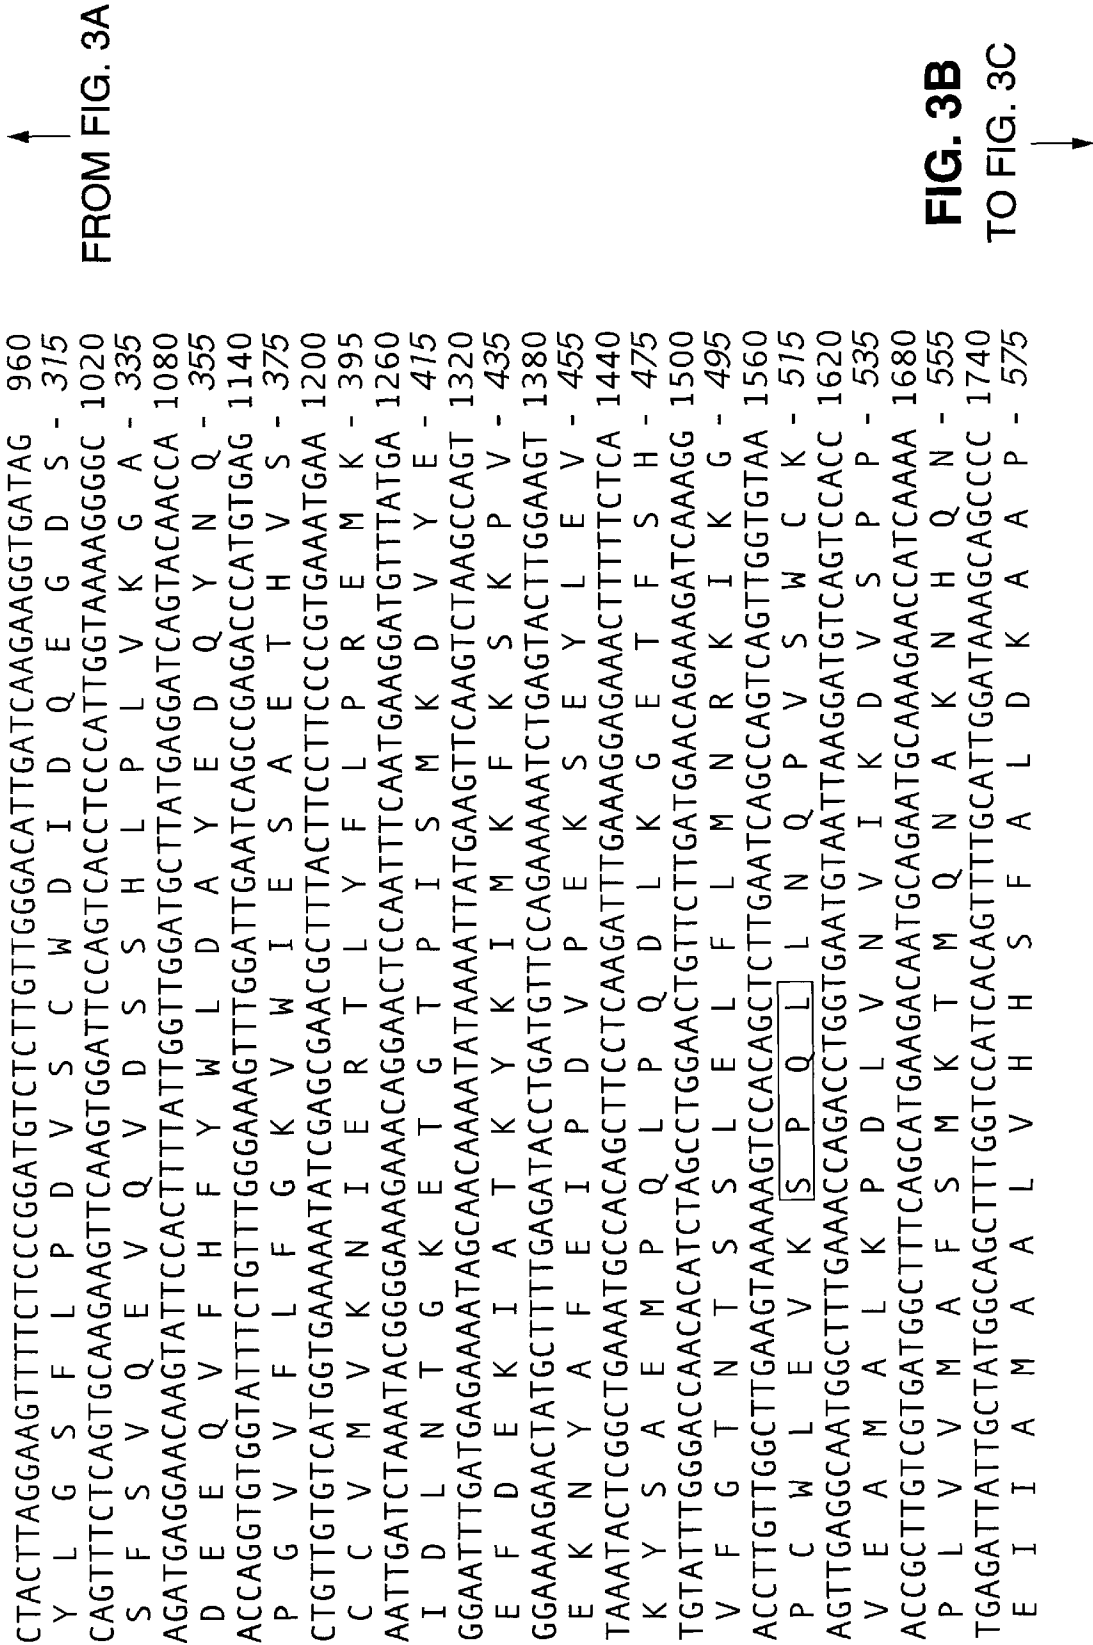 CTACTTAGGAAGTTTTCTCCCGGATGTCTCTTGTTGGGACATTGATCAAGAAGGTGATAG 960
Y L G S F L P D V S C W D I D Q E G D S - 315
CAGTTTCTCAGTGCAAGAAGTTCAAGTGGATTCCAGTCACCTCCCATTGGTAAAAGGGGC 1020
S F S V Q E V Q V D S S H L P L V K G A - 335
AGATGAGGAACAAGTATTCCACTTTTATTGGTTGGATGCTTATGAGGATCAGTACAACCA 1080
D E E Q V F H F Y W L D A Y E D Q Y N Q - 355
ACCAGGTGTGGTATTTCTGTTTGGGAAAGTTTGGATTGAATCAGCCGAGACCCATGTGAG 1140
P G V V F L F G K V W I E S A E T H V S - 375
CTGTTGTGTCATGGTGAAAAATATCGAGCGAACGCTTTACTTCCTTCCCCGTGAAATGAA 1200
C C V M V K N I E R T L Y F L P R E M K - 395
AATTGATCTAAATACGGGGAAAGAAACAGGAACTCCAATTTCAATGAAGGATGTTTATGA 1260
I D L N T G K E T G T P I S M K D V Y E - 415
GGAATTTGATGAGAAAATAGCAACAAAATATAAAATTATGAAGTTCAAGTCTAAGCCAGT 1320
E F D E K I A T K Y K I M K F K S K P V - 435
GGAAAAGAACTATGCTTTTGAGATACCTGATGTTCCAGAAAAATCTGAGTACTTGGAAGT 1380
E K N Y A F E I P D V P E K S E Y L E V - 455
TAAATACTCGGCTGAAATGCCACAGCTTCCTCAAGATTTGAAAGGAGAAACTTTTTCTCA 1440
K Y S A E M P Q L P Q D L K G E T F S H - 475
TGTATTTGGGACCAACACATCTAGCCTGGAACTGTTCTTGATGAACAGAAAGATCAAAGG 1500
V F G T N T S S L E L F L M N R K I K G - 495
ACCTTGTTGGCTTGAAGTAAAAAGTCCACAGCTCTTGAATCAGCCAGTCAGTTGGTGTAA 1560
P C W L E V K S P Q L L N Q P V S W C K - 515
AGTTGAGGCAATGGCTTTGAAACCAGACCTGGTGAATGTAATTAAGGATGTCAGTCCACC 1620
V E A M A L K P D L V N V I K D V S P P - 535
ACCGCTTGTCGTGATGGCTTTCAGCATGAAGACAATGCAGAATGCAAAGAACCATCAAAA 1680
P L V V M A F S M K T M Q N A K N H Q N - 555
TGAGATTATTGCTATGGCAGCTTTGGTCCATCACAGTTTTGCATTGGATAAAGCAGCCCC 1740
E I I A M A A L V H H S F A L D K A A P - 575
FROM FIG. 3A
FIG. 3B
TO FIG. 3C